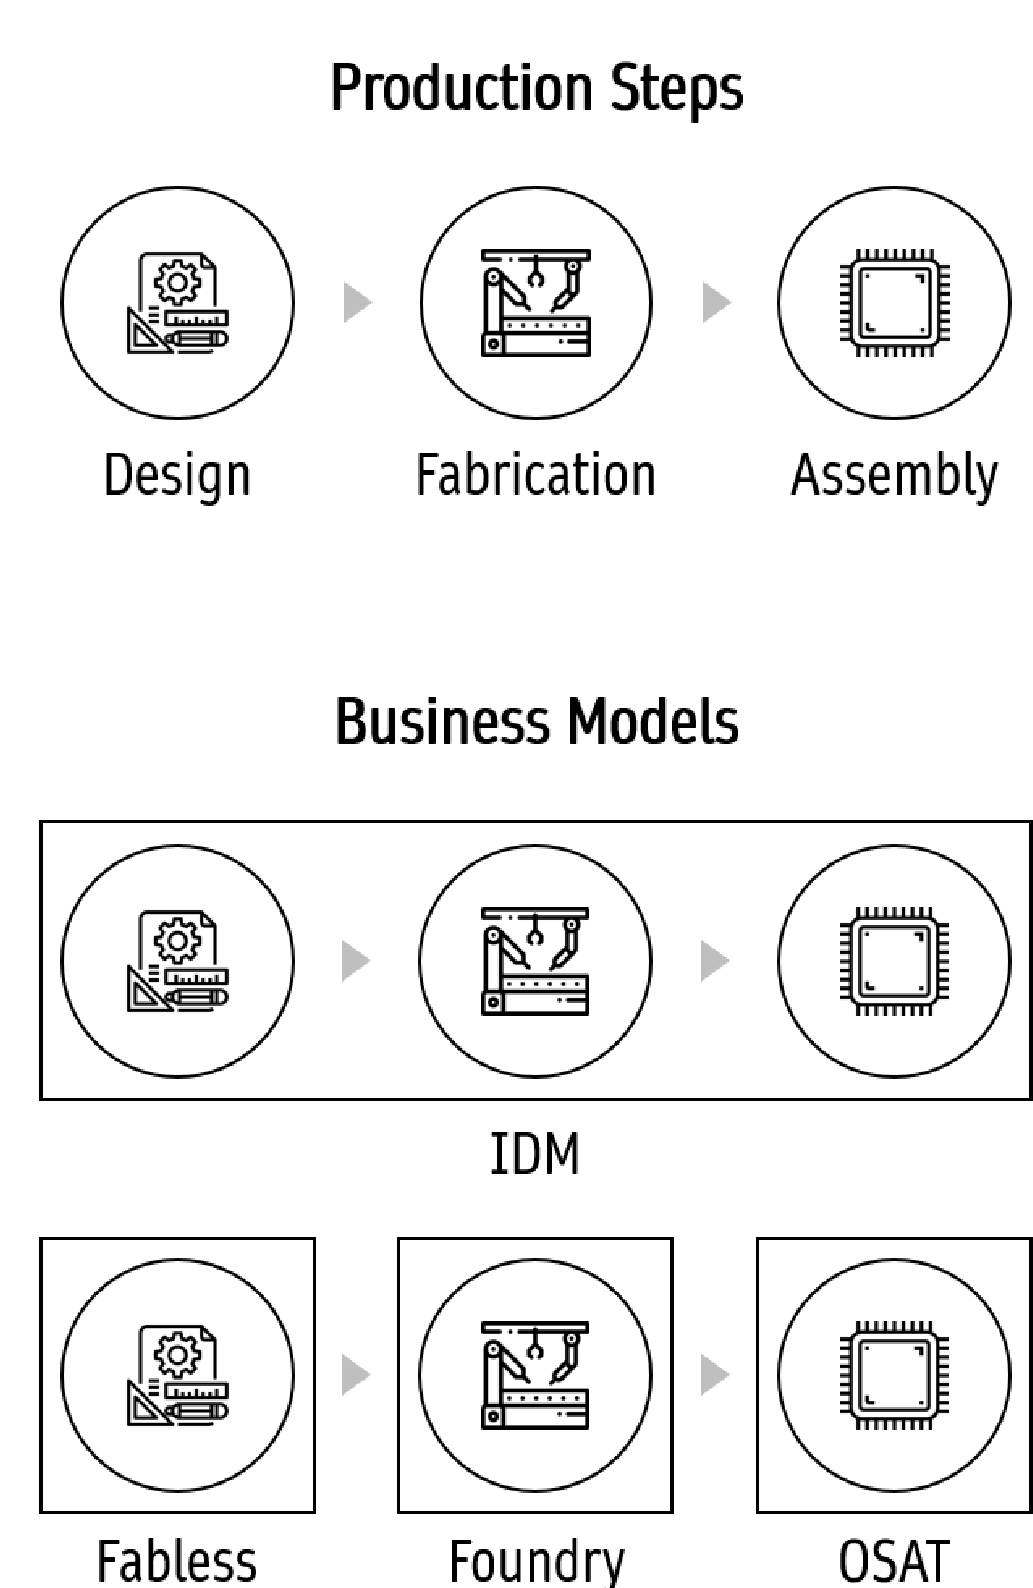 Production Steps
Design
Fabrication
Assembly
Business Models
IDM
Fabless
Foundry
OSAT